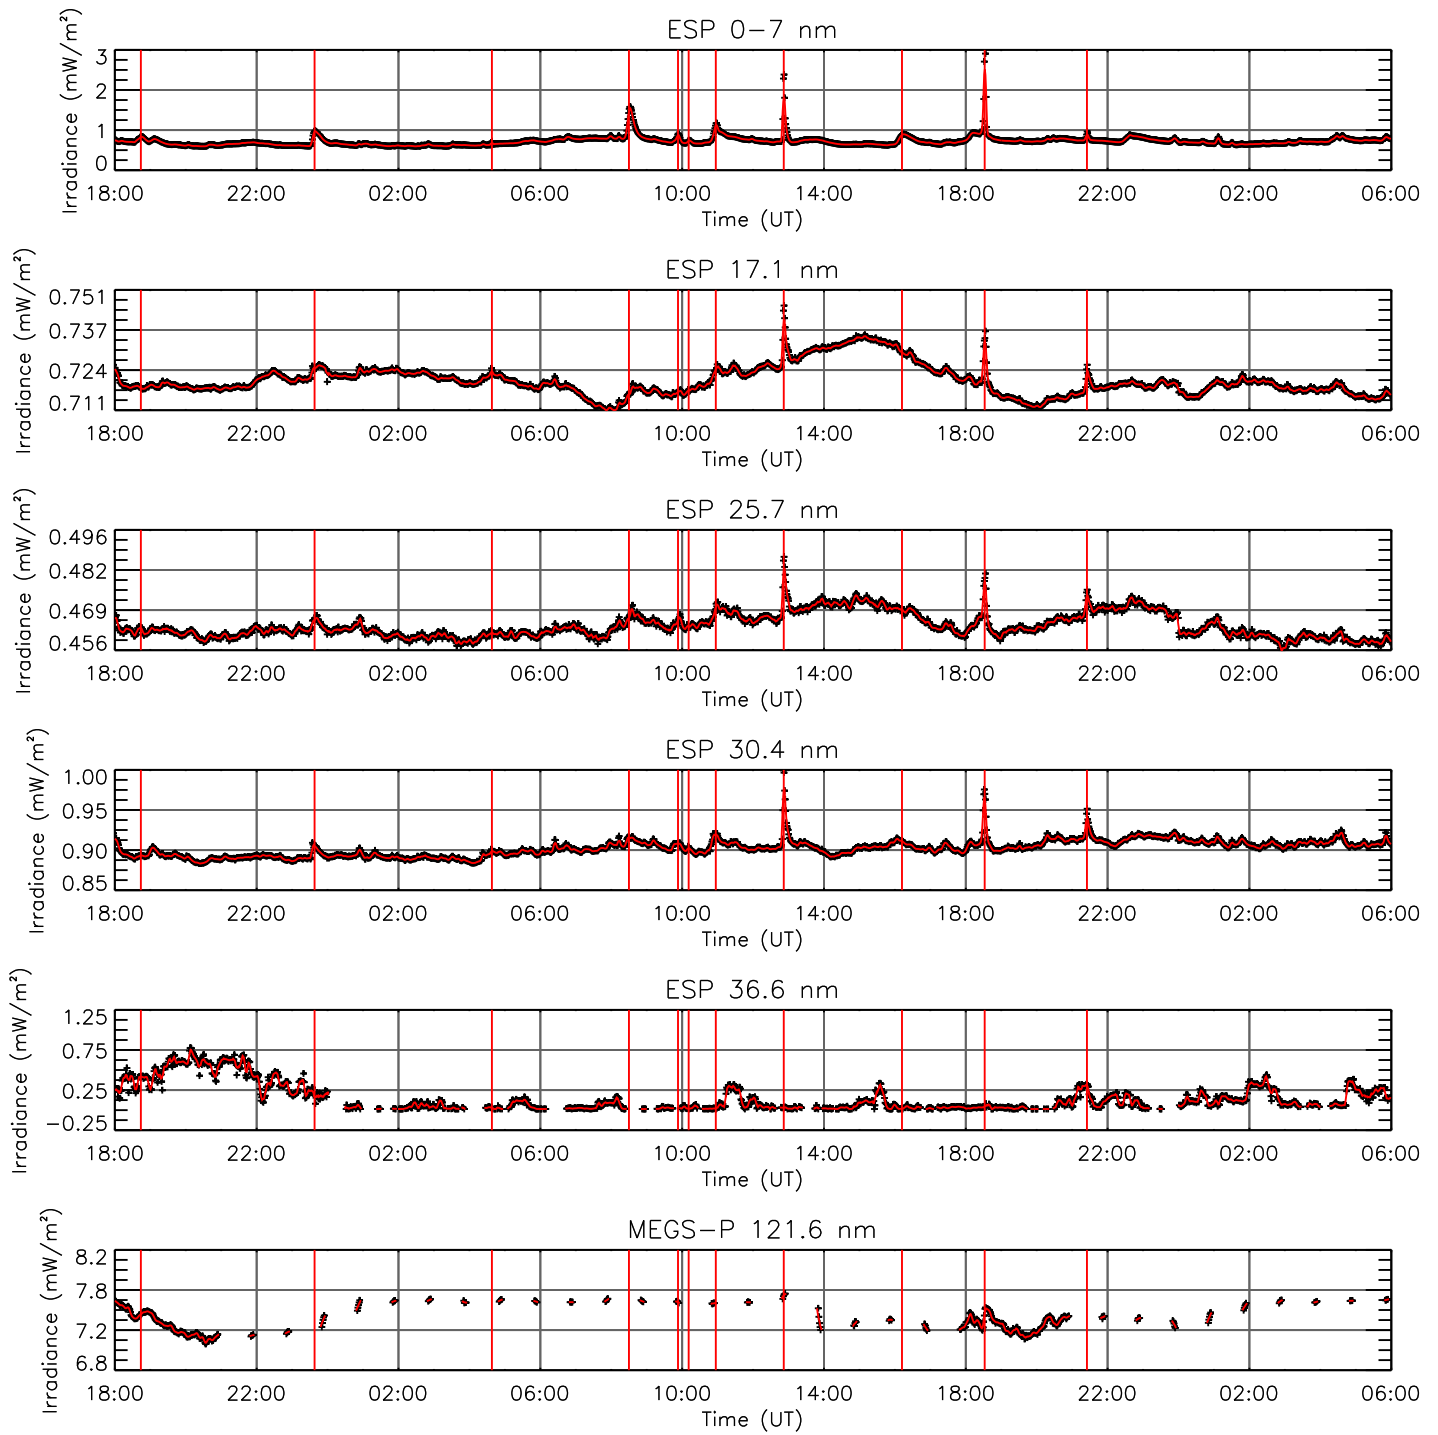 ESP 0−7 nm
Irradiance (mW/m²)
3
2
1
0
18:00 22:00 02:00 06:00 10:00 14:00 18:00 22:00 02:00 06:00
Time (UT)
ESP 17.1 nm
Irradiance (mW/m²)
0.751
0.737
0.724
0.711
18:00 22:00 02:00 06:00 10:00 14:00 18:00 22:00 02:00 06:00
Time (UT)
ESP 25.7 nm
Irradiance (mW/m²)
0.496
0.482
0.469
0.456
18:00 22:00 02:00 06:00 10:00 14:00 18:00 22:00 02:00 06:00
Time (UT)
ESP 30.4 nm
Irradiance (mW/m²)
1.00
0.95
0.90
0.85
18:00 22:00 02:00 06:00 10:00 14:00 18:00 22:00 02:00 06:00
Time (UT)
ESP 36.6 nm
Irradiance (mW/m²)
1.25
0.75
0.25
−0.25
18:00 22:00 02:00 06:00 10:00 14:00 18:00 22:00 02:00 06:00
Time (UT)
MEGS−P 121.6 nm
Irradiance (mW/m²)
8.2
7.8
7.2
6.8
18:00 22:00 02:00 06:00 10:00 14:00 18:00 22:00 02:00 06:00
Time (UT)